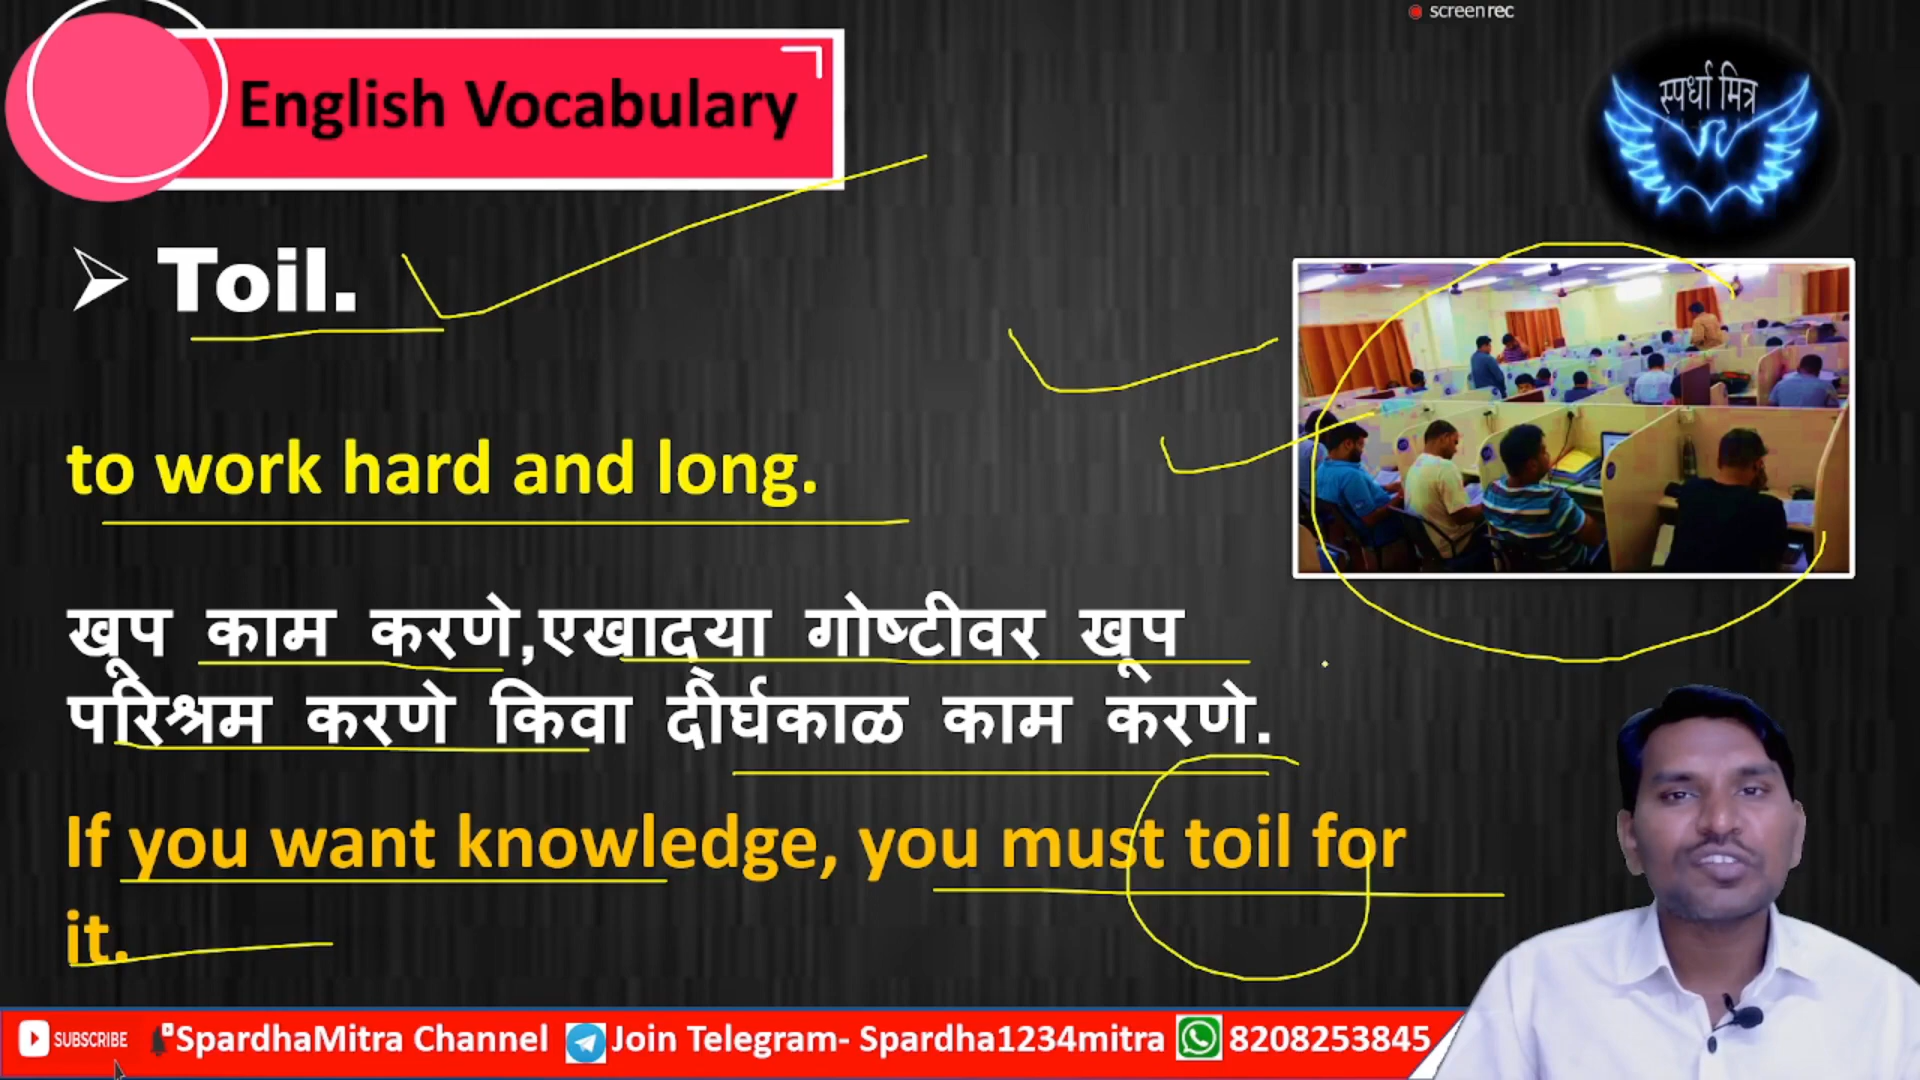 screenrec
English Vocabulary
स्पर्धा मित्र
Toil.
to work hard and long.
खूप काम करणे,एखाद्या गोष्टीवर खूप
परिश्रम करणे किवा दीर्घकाळ काम करणे.
If you want knowledge, you must toil for
it.
SUBSCRIBE SpardhaMitra Channel Join Telegram- Spardha1234mitra 8208253845